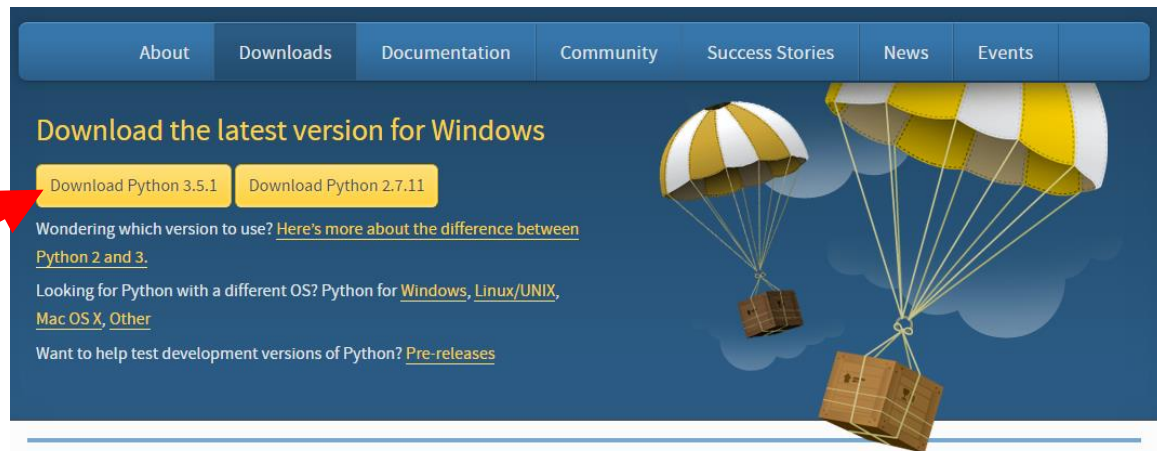 About Downloads Documentation Community Success Stories News Events
Download the latest version for Windows
Download Python 3.5.1 Download Python 2.7.11
Wondering which version to use? Here's more about the difference between
Python 2 and 3.
Looking for Python with a different OS? Python for Windows, Linux/UNIX,
Mac OS X, Other
Want to help test development versions of Python? Pre-releases